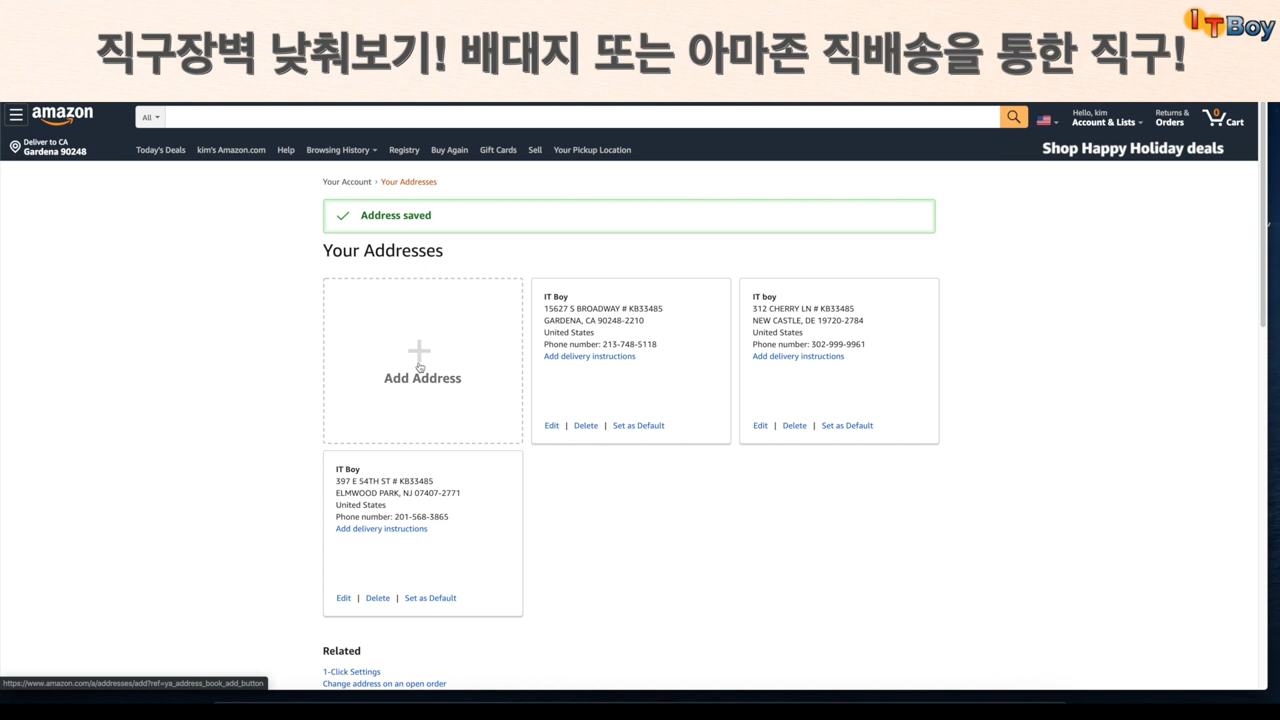 직구장벽 낮춰보기! 배대지 또는 아마존 직배송을 통한 직구!
ITBoy
amazon
All
Hello, kim
Account & Lists
Returns &
Orders
0
Cart
Deliver to CA
Gardena 90248
Today's Deals
kim's Amazon.com
Help
Browsing History
Registry
Buy Again
Gift Cards
Sell
Your Pickup Location
Shop Happy Holiday deals
Your Account › Your Addresses
Address saved
Your Addresses
Add Address
IT Boy
15627 S BROADWAY # KB33485
GARDENA, CA 90248-2210
United States
Phone number: 213-748-5118
Add delivery instructions
Edit | Delete | Set as Default
IT boy
312 CHERRY LN # KB33485
NEW CASTLE, DE 19720-2784
United States
Phone number: 302-999-9961
Add delivery instructions
Edit | Delete | Set as Default
IT Boy
397 E 54TH ST # KB33485
ELMWOOD PARK, NJ 07407-2771
United States
Phone number: 201-568-3865
Add delivery instructions
Edit | Delete | Set as Default
Related
1-Click Settings
Change address on an open order
https://www.amazon.com/a/addresses/add?ref=ya_address_book_add_button